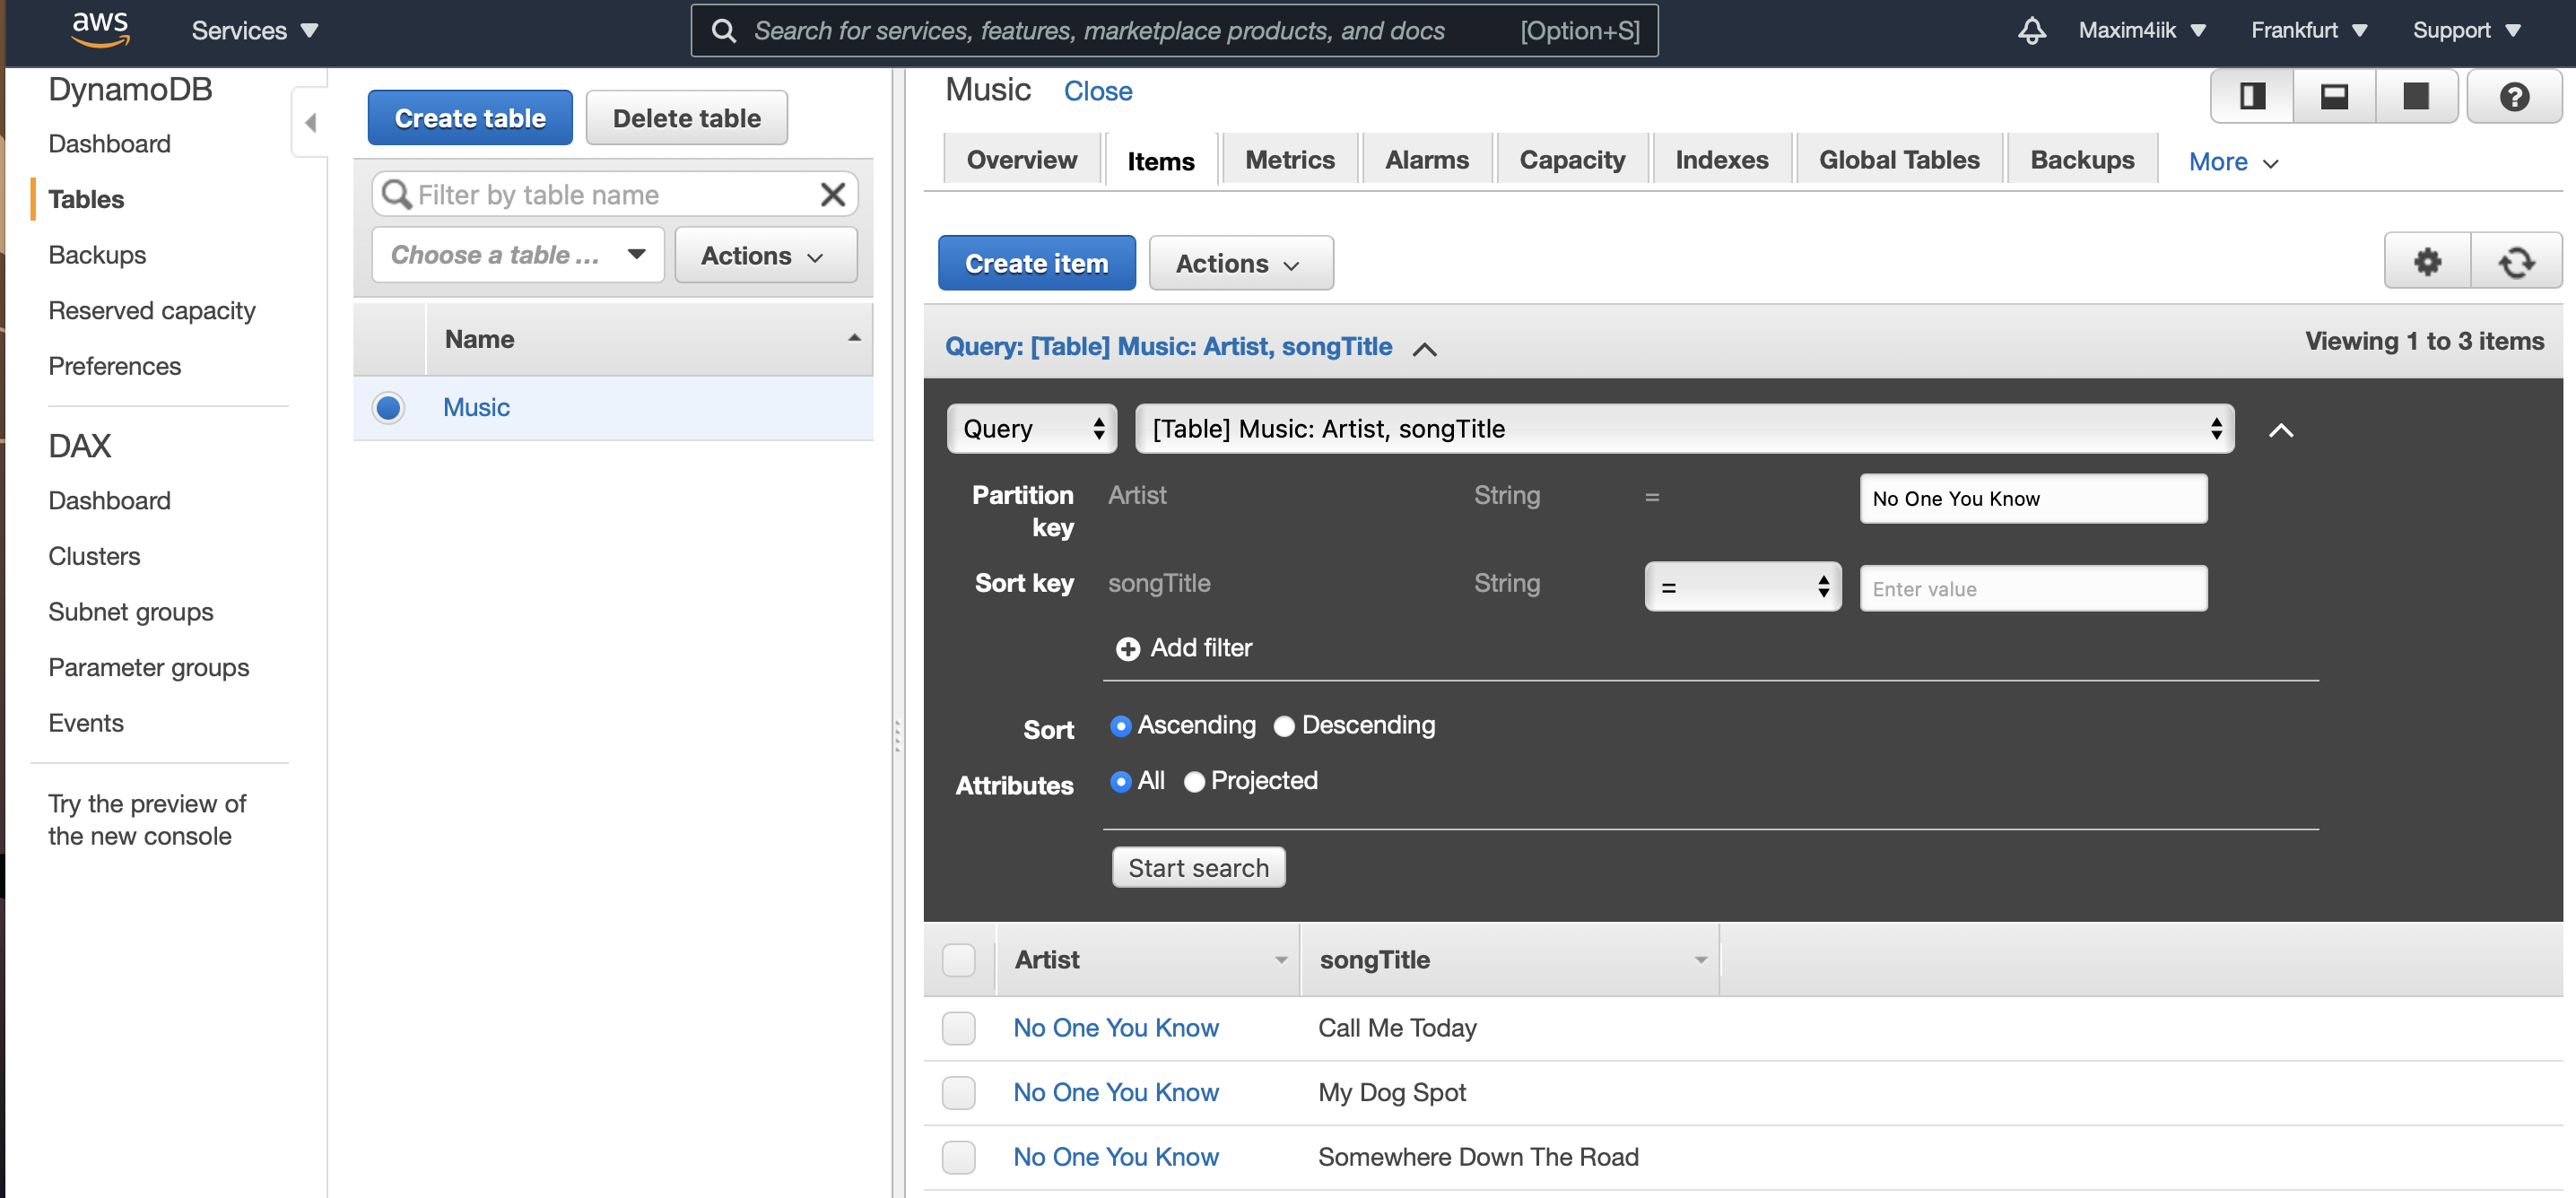 aws Services Search for services, features, marketplace products, and docs [Option+S] Maxim4iik Frankfurt Support
DynamoDB
Dashboard
Tables
Backups
Reserved capacity
Preferences
DAX
Dashboard
Clusters
Subnet groups
Parameter groups
Events
Try the preview of
the new console
Create table Delete table
Filter by table name
Choose a table ... Actions
Name
Music
Music Close
Overview Items Metrics Alarms Capacity Indexes Global Tables Backups More
Create item Actions
Query: [Table] Music: Artist, songTitle Viewing 1 to 3 items
Query [Table] Music: Artist, songTitle
Partition key Artist String = No One You Know
Sort key songTitle String = Enter value
Add filter
Sort Ascending Descending
Attributes All Projected
Start search
Artist songTitle
No One You Know Call Me Today
No One You Know My Dog Spot
No One You Know Somewhere Down The Road